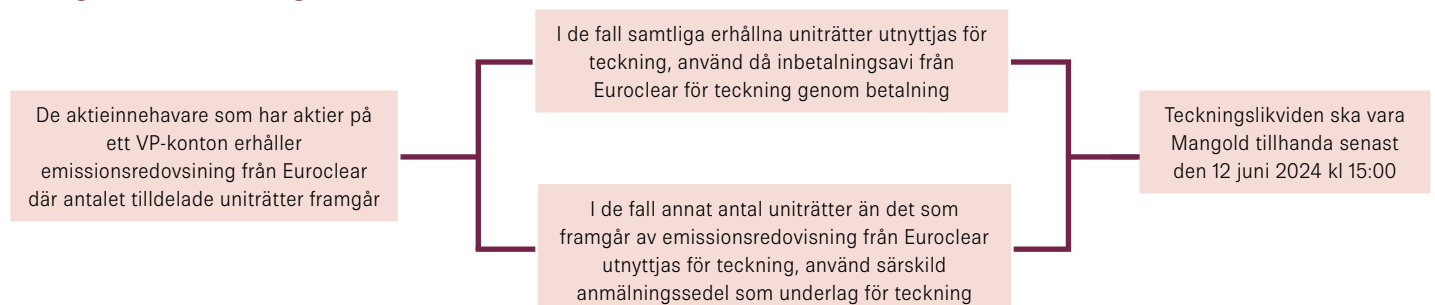 De aktieinnehavare som har aktier på
ett VP-konton erhåller
emissionsredovsining från Euroclear
där antalet tilldelade uniträtter framgår
I de fall samtliga erhållna uniträtter utnyttjas för
teckning, använd då inbetalningsavi från
Euroclear för teckning genom betalning
I de fall annat antal uniträtter än det som
framgår av emissionsredovisning från Euroclear
utnyttjas för teckning, använd särskild
anmälningssedel som underlag för teckning
Teckningslikviden ska vara
Mangold tillhanda senast
den 12 juni 2024 kl 15:00